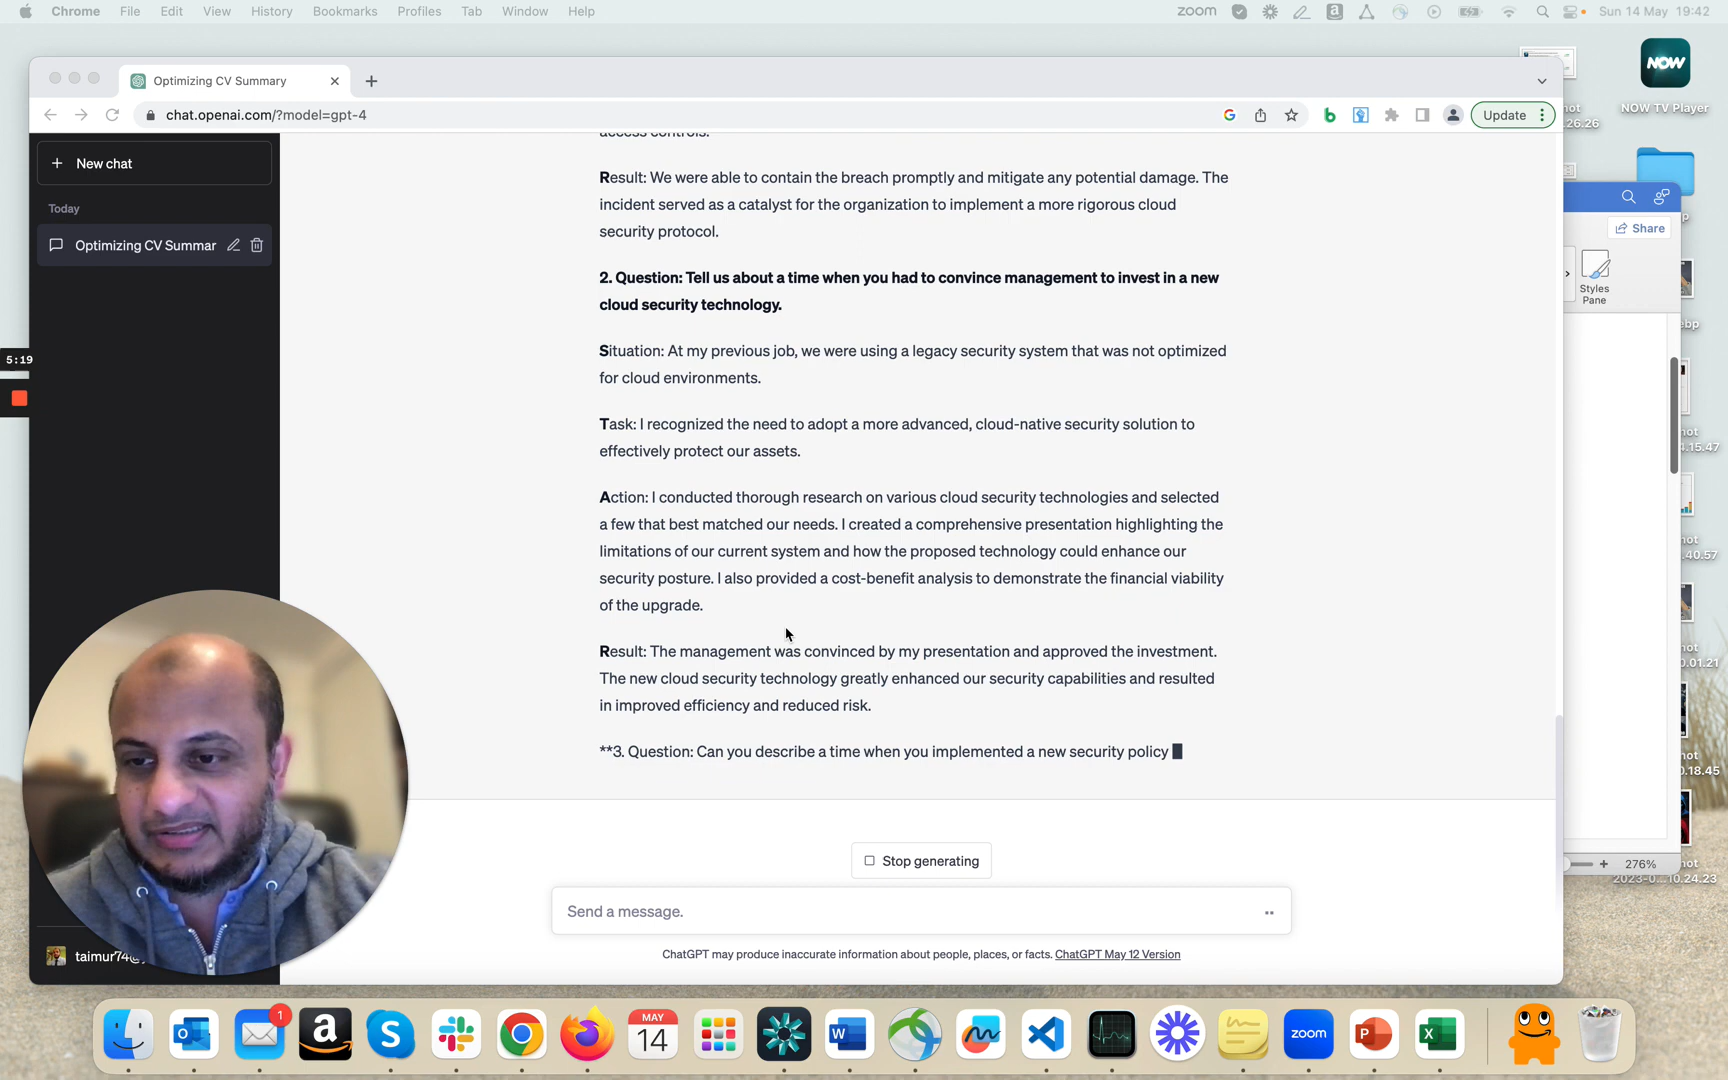 Chrome File Edit View History Bookmarks Profiles Tab Window Help
zoom
Sun 14 May 19:42
Optimizing CV Summary
NOW
NOW TV Player
chat.openai.com/?model=gpt-4
Update
26.26
New chat
Today
Optimizing CV Summar
Share
Styles
Pane
5:19
Result: We were able to contain the breach promptly and mitigate any potential damage. The
incident served as a catalyst for the organization to implement a more rigorous cloud
security protocol.
2. Question: Tell us about a time when you had to convince management to invest in a new
cloud security technology.
Situation: At my previous job, we were using a legacy security system that was not optimized
for cloud environments.
Task: I recognized the need to adopt a more advanced, cloud-native security solution to
effectively protect our assets.
Action: I conducted thorough research on various cloud security technologies and selected
a few that best matched our needs. I created a comprehensive presentation highlighting the
limitations of our current system and how the proposed technology could enhance our
security posture. I also provided a cost-benefit analysis to demonstrate the financial viability
of the upgrade.
Result: The management was convinced by my presentation and approved the investment.
The new cloud security technology greatly enhanced our security capabilities and resulted
in improved efficiency and reduced risk.
**3. Question: Can you describe a time when you implemented a new security policy
Stop generating
Send a message.
ChatGPT may produce inaccurate information about people, places, or facts. ChatGPT May 12 Version
276%
2023-0...10.24.23
1
MAY
14
zoom